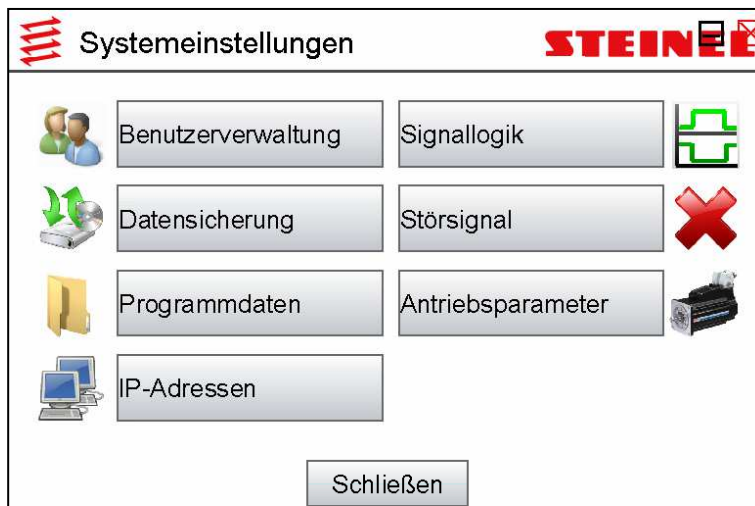 Systemeinstellungen
Benutzerverwaltung
Signallogik
Datensicherung
Störsignal
Programmdaten
Antriebsparameter
IP-Adressen
Schließen